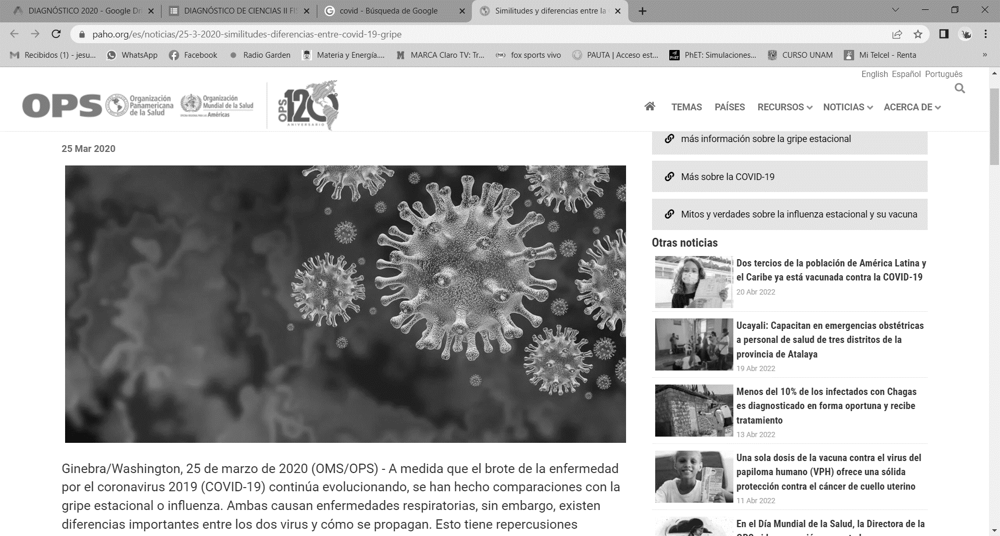 DIAGNÓSTICO 2020 - Google Dri
DIAGNÓSTICO DE CIENCIAS II FIS
covid - Búsqueda de Google
Similitudes y diferencias entre la
paho.org/es/noticias/25-3-2020-similitudes-diferencias-entre-covid-19-gripe
Recibidos (1) - jesu... WhatsApp Facebook Radio Garden Materia y Energía.... MARCA Claro TV: Tr... fox sports vivo PAUTA | Acceso est... PhET: Simulaciones... CURSO UNAM Mi Telcel - Renta »
English Español Português
OPS
Organización
Panamericana
de la Salud
Organización
Mundial de la Salud
OFICINA REGIONAL PARA LAS Américas
OPS 120
ANIVERSARIO
TEMAS PAÍSES RECURSOS NOTICIAS ACERCA DE
25 Mar 2020
Ginebra/Washington, 25 de marzo de 2020 (OMS/OPS) - A medida que el brote de la enfermedad
por el coronavirus 2019 (COVID-19) continúa evolucionando, se han hecho comparaciones con la
gripe estacional o influenza. Ambas causan enfermedades respiratorias, sin embargo, existen
diferencias importantes entre los dos virus y cómo se propagan. Esto tiene repercusiones
más información sobre la gripe estacional
Más sobre la COVID-19
Mitos y verdades sobre la influenza estacional y su vacuna
Otras noticias
Dos tercios de la población de América Latina y
el Caribe ya está vacunada contra la COVID-19
20 Abr 2022
Ucayali: Capacitan en emergencias obstétricas
a personal de salud de tres distritos de la
provincia de Atalaya
19 Abr 2022
Menos del 10% de los infectados con Chagas
es diagnosticado en forma oportuna y recibe
tratamiento
13 Abr 2022
Una sola dosis de la vacuna contra el virus del
papiloma humano (VPH) ofrece una sólida
protección contra el cáncer de cuello uterino
11 Abr 2022
En el Día Mundial de la Salud, la Directora de la